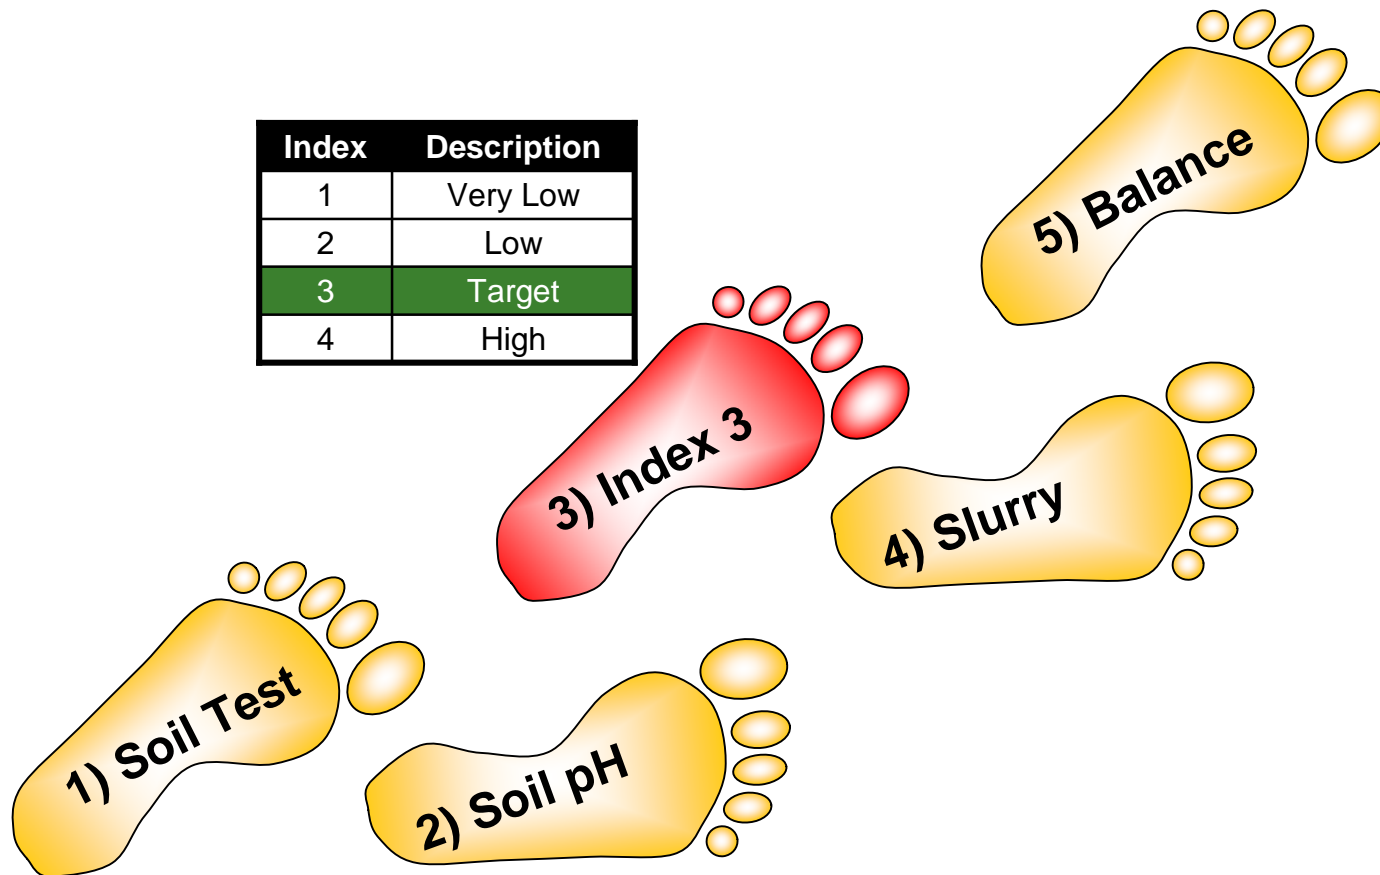 Index Description
1 Very Low
2 Low
3 Target
4 High
1) Soil Test
2) Soil pH
3) Index 3
4) Slurry
5) Balance